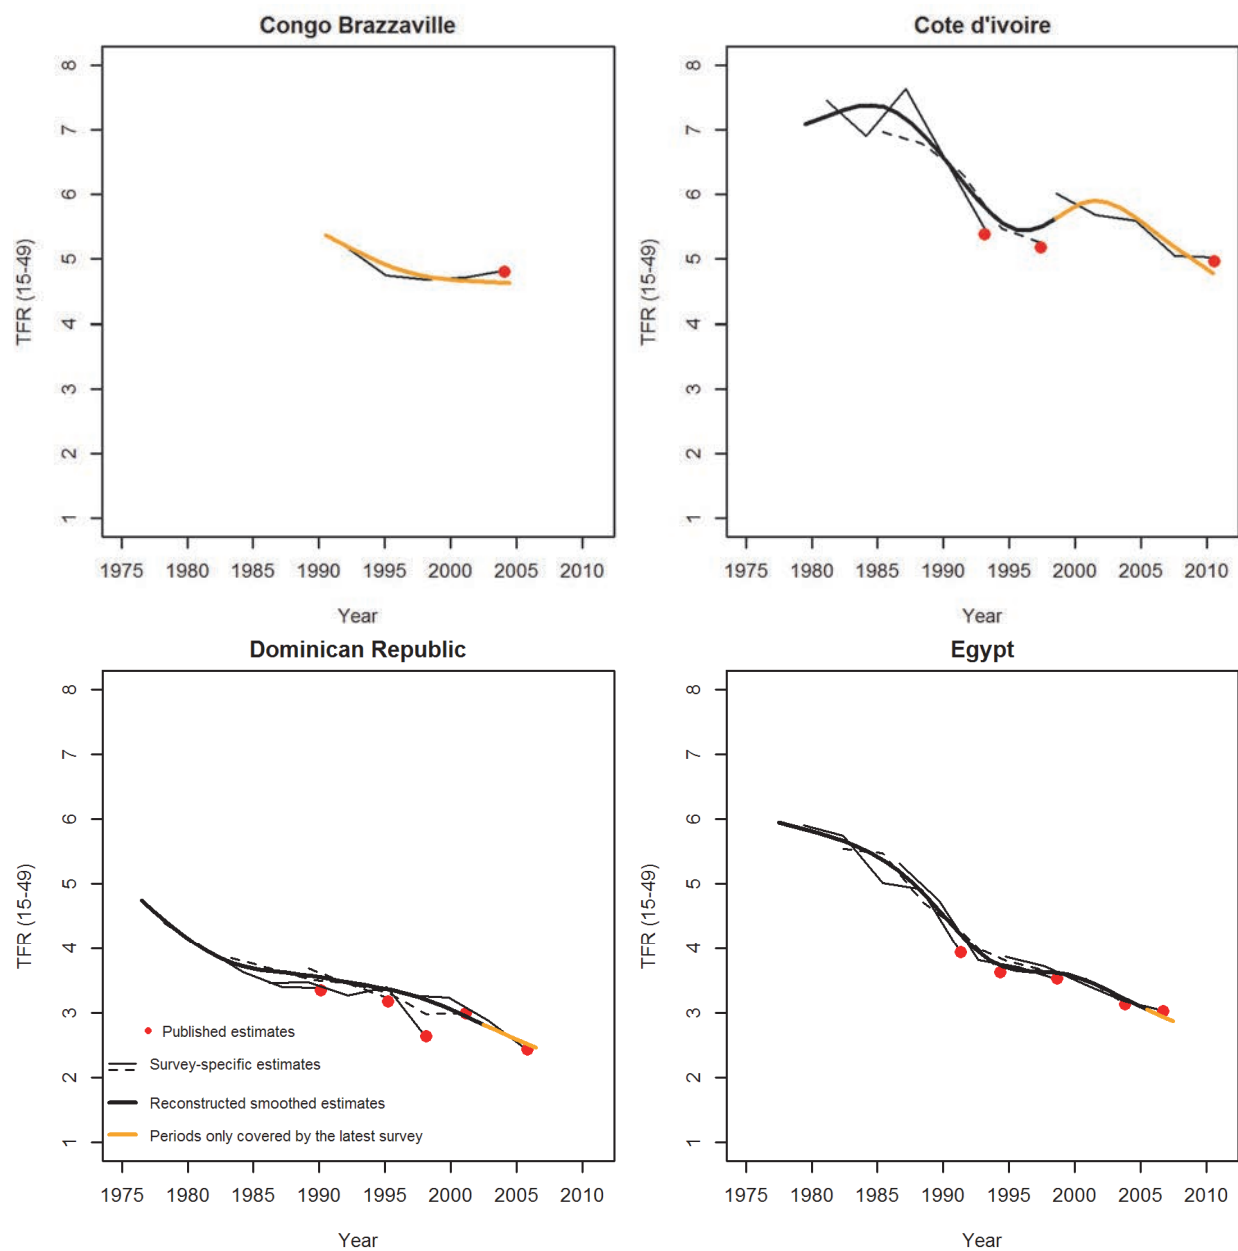 Congo Brazzaville
TFR (15-49)
8
7
6
5
4
3
2
1
1975 1980 1985 1990 1995 2000 2005 2010
Year
Cote d'ivoire
TFR (15-49)
8
7
6
5
4
3
2
1
1975 1980 1985 1990 1995 2000 2005 2010
Year
Dominican Republic
TFR (15-49)
8
7
6
5
4
3
2
1
Published estimates
Survey-specific estimates
Reconstructed smoothed estimates
Periods only covered by the latest survey
1975 1980 1985 1990 1995 2000 2005 2010
Year
Egypt
TFR (15-49)
8
7
6
5
4
3
2
1
1975 1980 1985 1990 1995 2000 2005 2010
Year